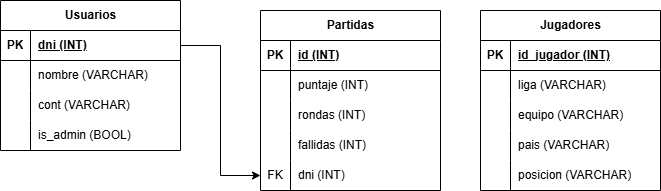 Usuarios
PK dni (INT)
nombre (VARCHAR)
cont (VARCHAR)
is_admin (BOOL)
Partidas
PK id (INT)
puntaje (INT)
rondas (INT)
fallidas (INT)
FK dni (INT)
Jugadores
PK id_jugador (INT)
liga (VARCHAR)
equipo (VARCHAR)
pais (VARCHAR)
posicion (VARCHAR)